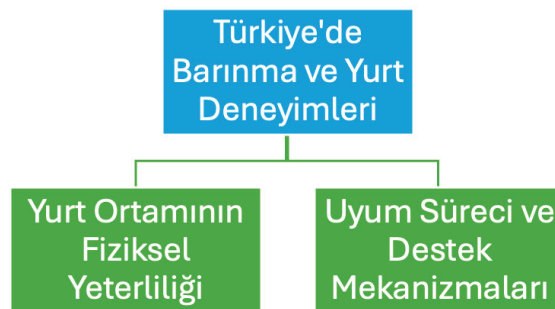 Türkiye'de
Barınma ve Yurt
Deneyimleri
Yurt Ortamının
Fiziksel
Yeterliliği
Uyum Süreci ve
Destek
Mekanizmaları